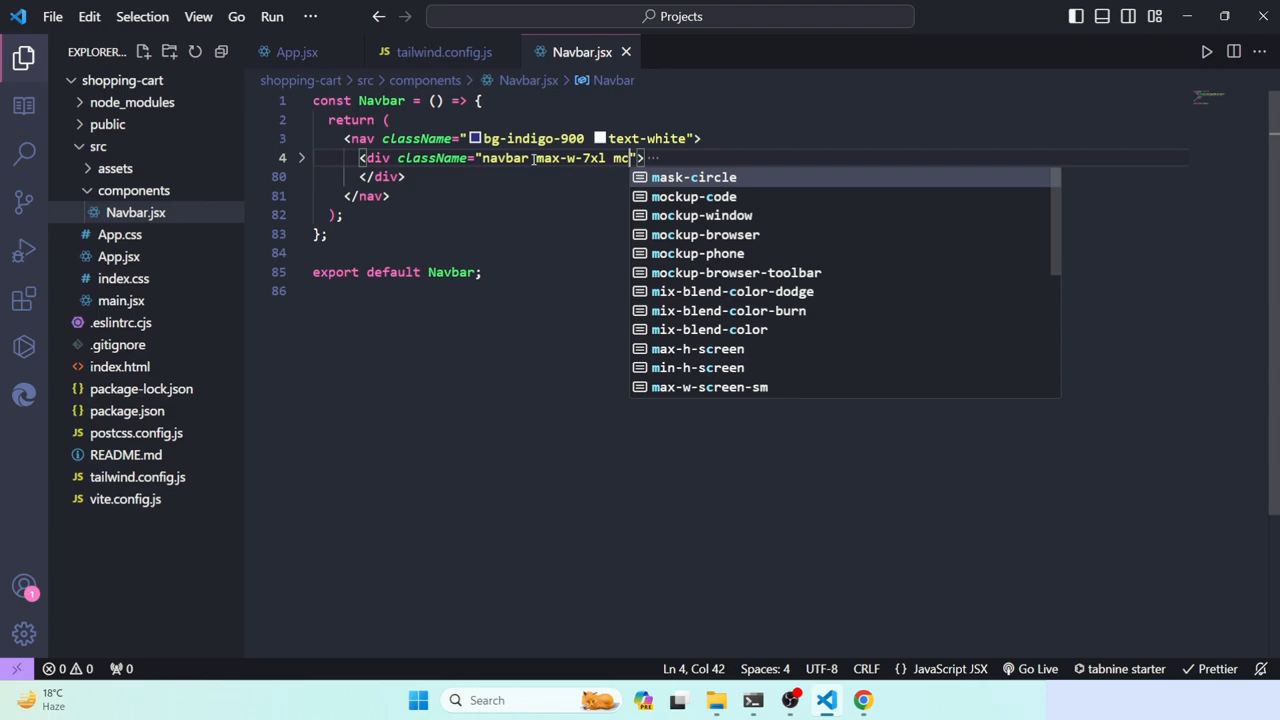 File Edit Selection View Go Run ··· Projects
EXPLORER... App.jsx JS tailwind.config.js Navbar.jsx
shopping-cart
node_modules
public
src
assets
components
Navbar.jsx
App.css
App.jsx
index.css
main.jsx
.eslintrc.cjs
.gitignore
<> index.html
{} package-lock.json
{} package.json
JS postcss.config.js
README.md
JS tailwind.config.js
JS vite.config.js
1
shopping-cart > src > components > Navbar.jsx > Navbar
1 const Navbar = () => {
2 return (
3 <nav className="bg-indigo-900 text-white">
4 <div className="navbar max-w-7xl mc"> ···
80 </div>
81 </nav>
82 );
83 };
84
85 export default Navbar;
86
mask-circle
mockup-code
mockup-window
mockup-browser
mockup-phone
mockup-browser-toolbar
mix-blend-color-dodge
mix-blend-color-burn
mix-blend-color
max-h-screen
min-h-screen
max-w-screen-sm
0 0 0 Ln 4, Col 42 Spaces: 4 UTF-8 CRLF {} JavaScript JSX Go Live tabnine starter Prettier
18°C
Haze
Search
PRE